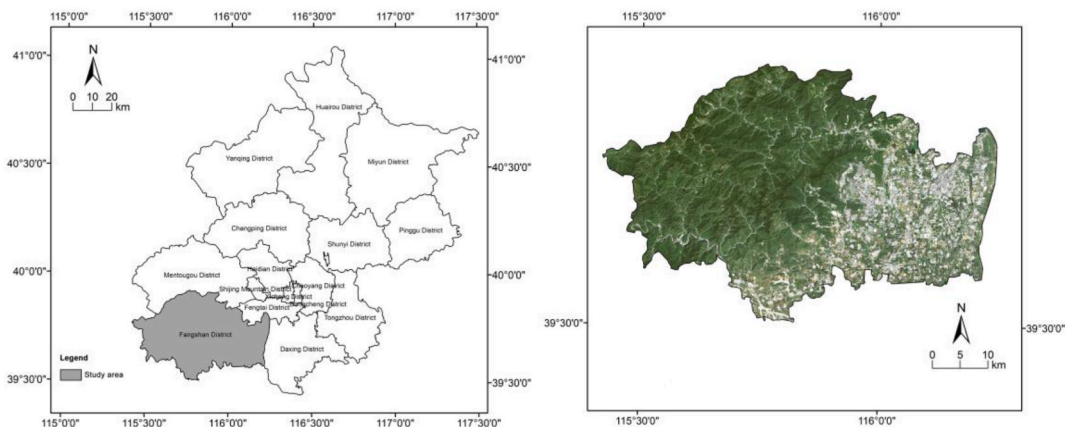 115°0'0" 115°30'0" 116°0'0" 116°30'0" 117°0'0" 117°30'0"
41°0'0"
41°0'0"
N
0 10 20
km
Huairou District
Yanqing District
Miyun District
40°30'0"
40°30'0"
Changping District
Shunyi District
Pinggu District
40°0'0"
40°0'0"
Mentougou District
Haidian District
Shijing Mountain District
Chaoyang District
District
Fengtai District
Tongzhou District
Fangshan District
Daxing District
Legend
Study area
39°30'0"
39°30'0"
115°0'0" 115°30'0" 116°0'0" 116°30'0" 117°0'0" 117°30'0"
115°30'0" 116°0'0"
39°30'0"
39°30'0"
N
0 5 10
km
115°30'0" 116°0'0"